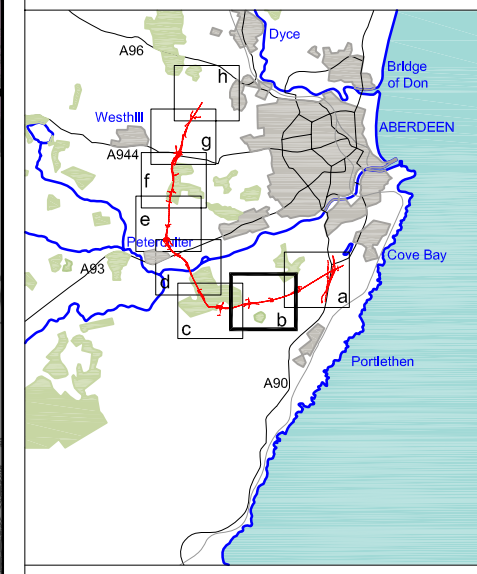 Dyce
A96
Bridge
of Don
h
Westhill
ABERDEEN
g
A944
f
e
Peterculter
Cove Bay
A93
d
a
b
c
Portlethen
A90